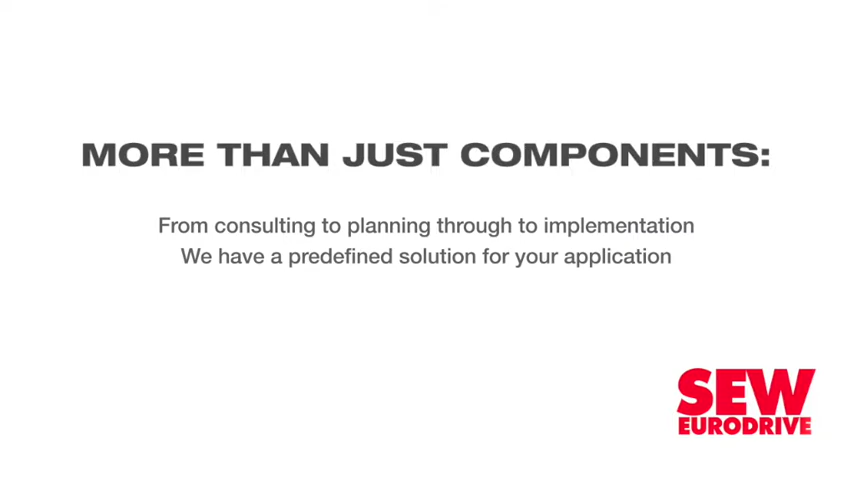 MORE THAN JUST COMPONENTS:
From consulting to planning through to implementation
We have a predefined solution for your application
SEW
EURODRIVE